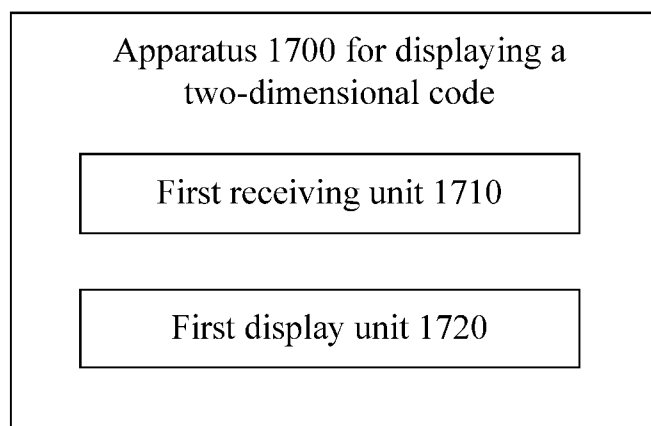 Apparatus 1700 for displaying a
two-dimensional code
First receiving unit 1710
First display unit 1720